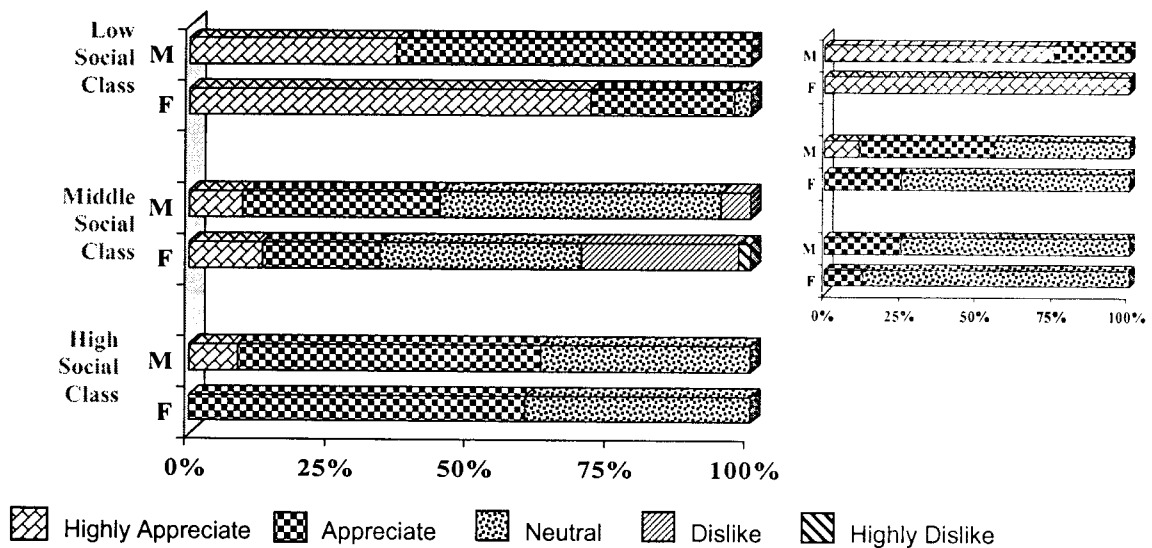 Low
Social
Class
M
F
Middle
Social
Class
M
F
High
Social
Class
M
F
0% 25% 50% 75% 100%
M
F
M
F
M
F
0% 25% 50% 75% 100%
Highly Appreciate Appreciate Neutral Dislike Highly Dislike